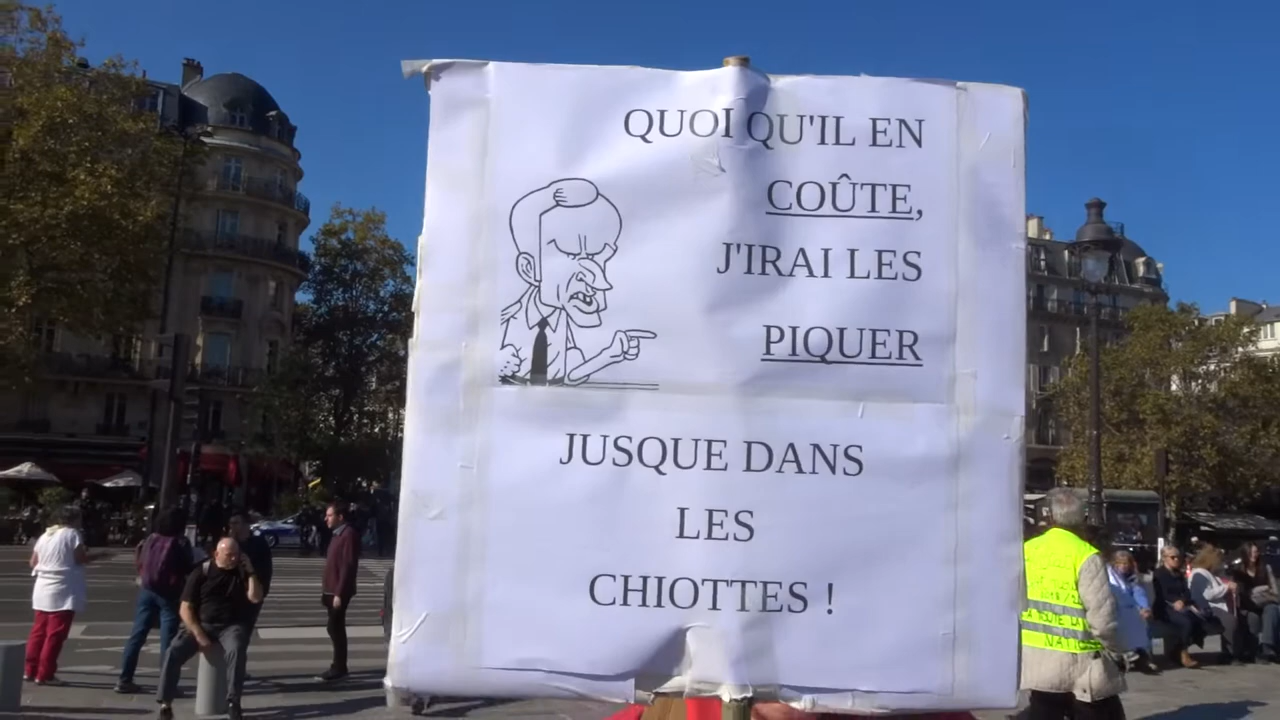 QUOI QU'IL EN
COÛTE,
J'IRAI LES
PIQUER
JUSQUE DANS
LES
CHIOTTES !